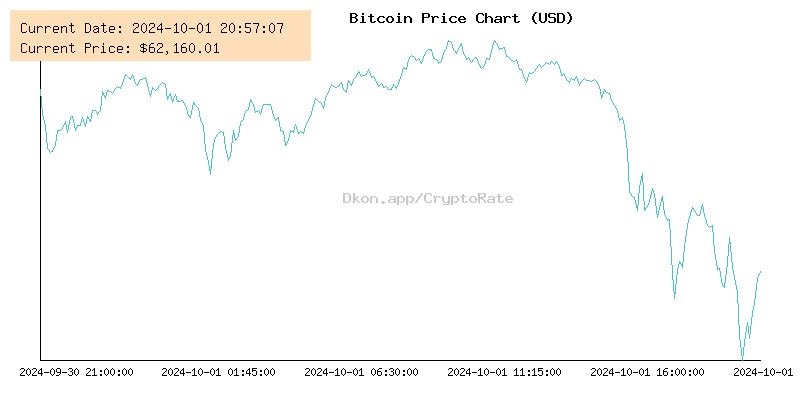 Bitcoin Price Chart (USD)
Current Date: 2024-10-01 20:57:07
Current Price: $62,160.01
Dkon.app/CryptoRate
2024-09-30 21:00:00 2024-10-01 01:45:00 2024-10-01 06:30:00 2024-10-01 11:15:00 2024-10-01 16:00:00 2024-10-01